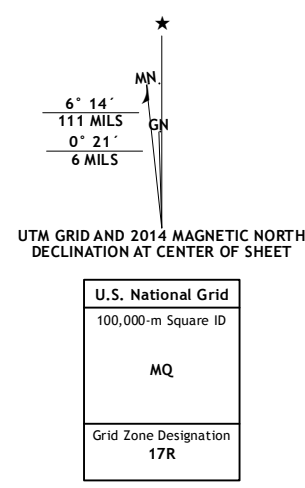 ★
MN
6° 14´
111 MILS
GN
0° 21´
6 MILS
UTM GRID AND 2014 MAGNETIC NORTH
DECLINATION AT CENTER OF SHEET
U.S. National Grid
100,000-m Square ID
MQ
Grid Zone Designation
17R